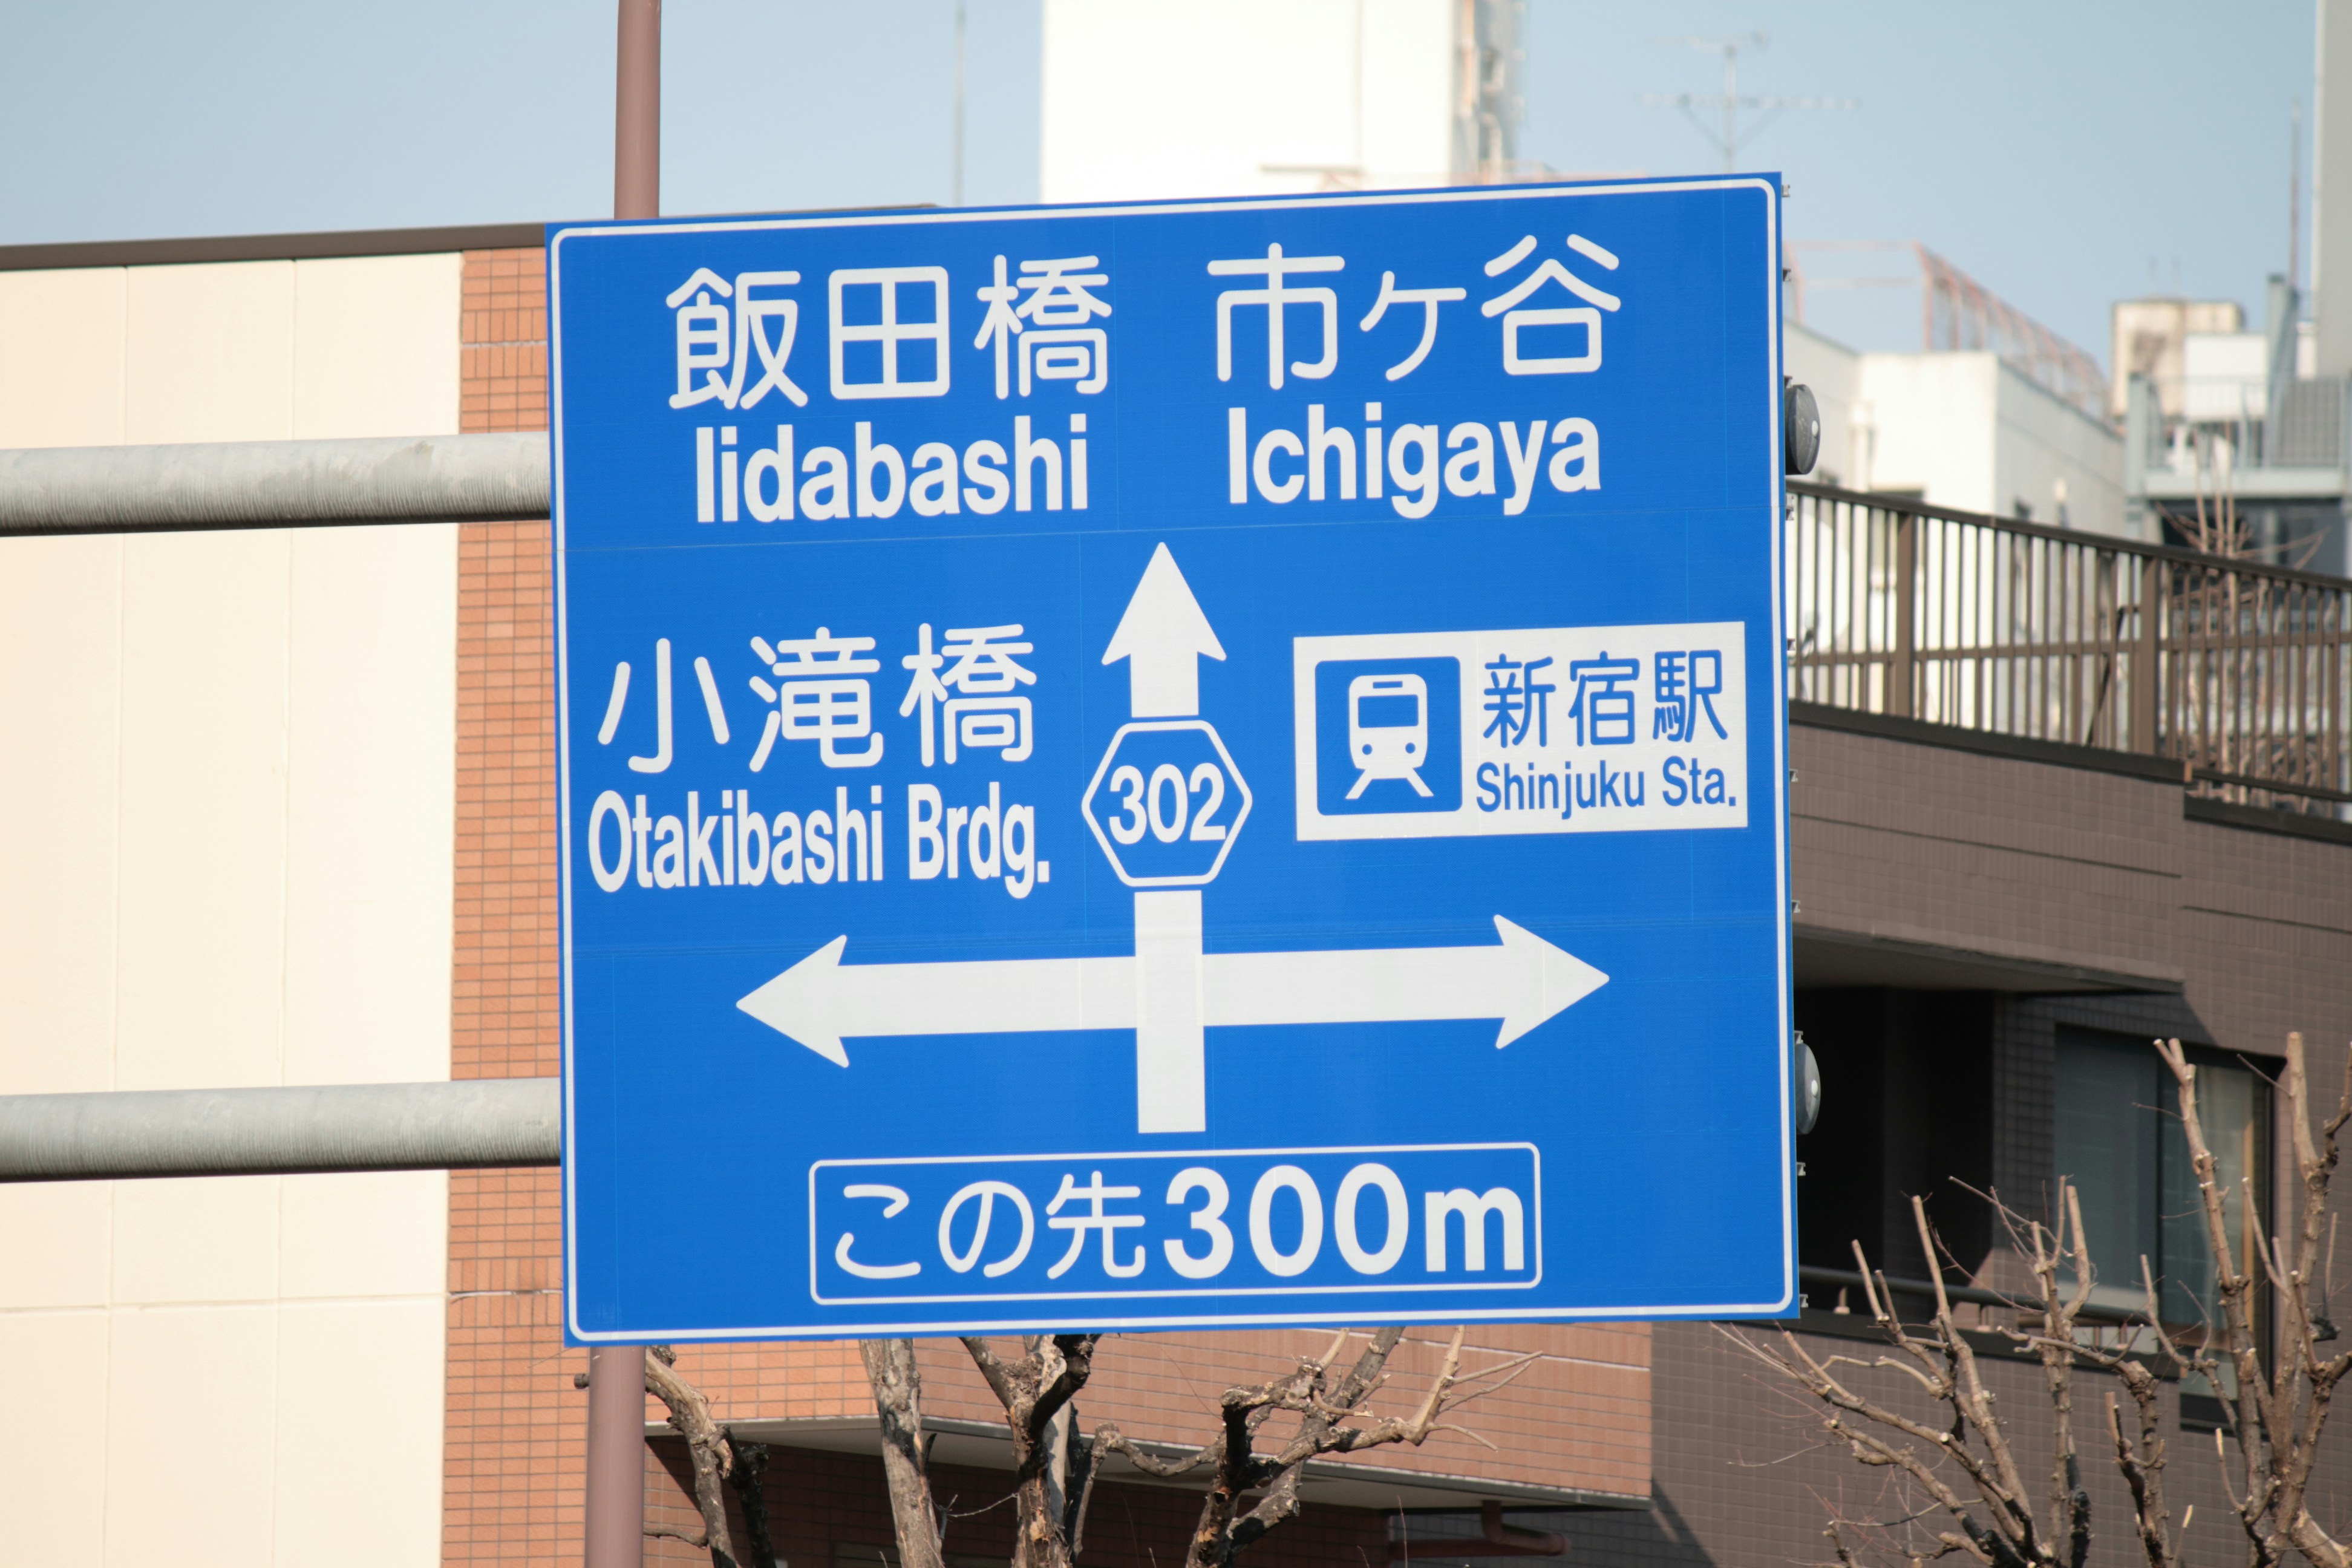 飯田橋 市ヶ谷
Iidabashi Ichigaya
小滝橋
Otakibashi Brdg.
302
新宿駅
Shinjuku Sta.
この先300m